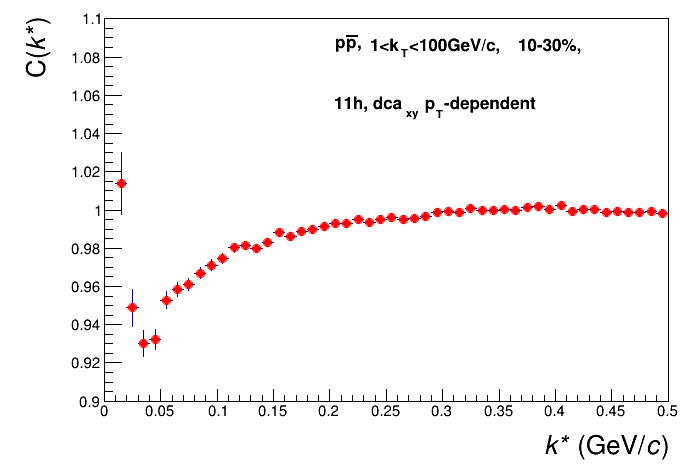 C(k*)
1.1
1.08
1.06
1.04
1.02
1
0.98
0.96
0.94
0.92
0.9
pp̅, 1<k_T<100GeV/c, 10-30%,
11h, dca_xy p_T-dependent
0 0.05 0.1 0.15 0.2 0.25 0.3 0.35 0.4 0.45 0.5
k* (GeV/c)